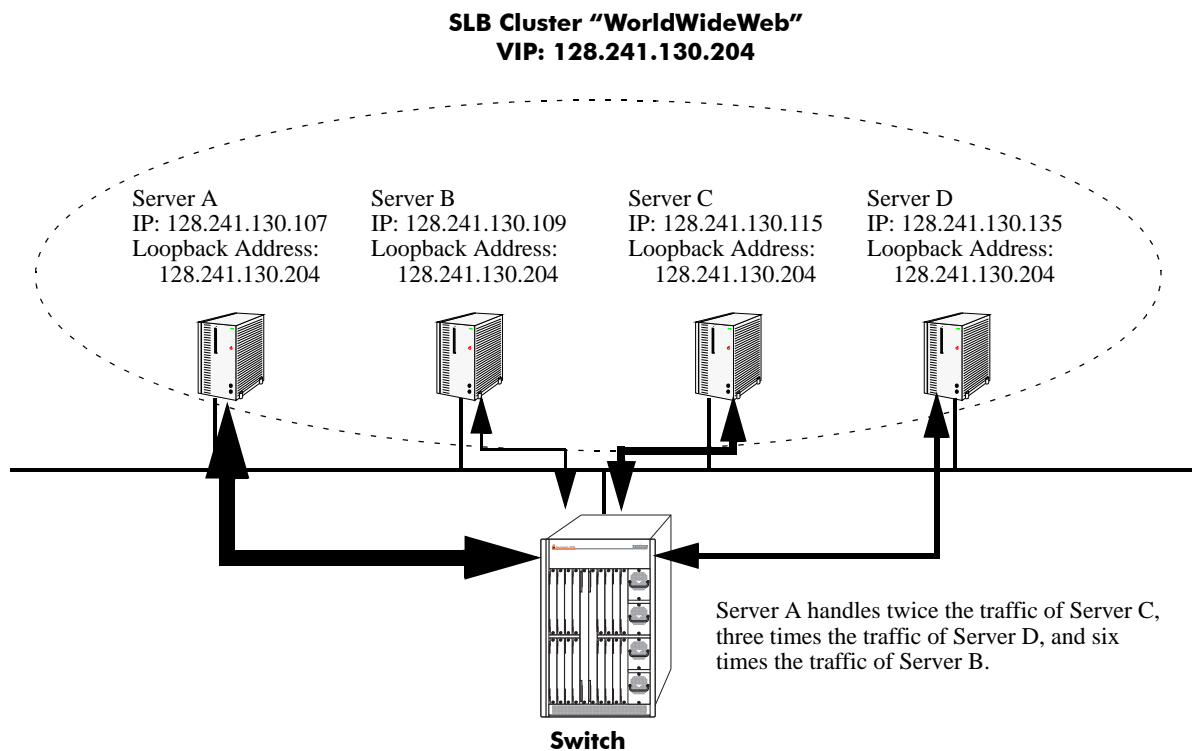 SLB Cluster “WorldWideWeb”
VIP: 128.241.130.204
Server A
IP: 128.241.130.107
Loopback Address:
128.241.130.204
Server B
IP: 128.241.130.109
Loopback Address:
128.241.130.204
Server C
IP: 128.241.130.115
Loopback Address:
128.241.130.204
Server D
IP: 128.241.130.135
Loopback Address:
128.241.130.204
Server A handles twice the traffic of Server C,
three times the traffic of Server D, and six
times the traffic of Server B.
Switch